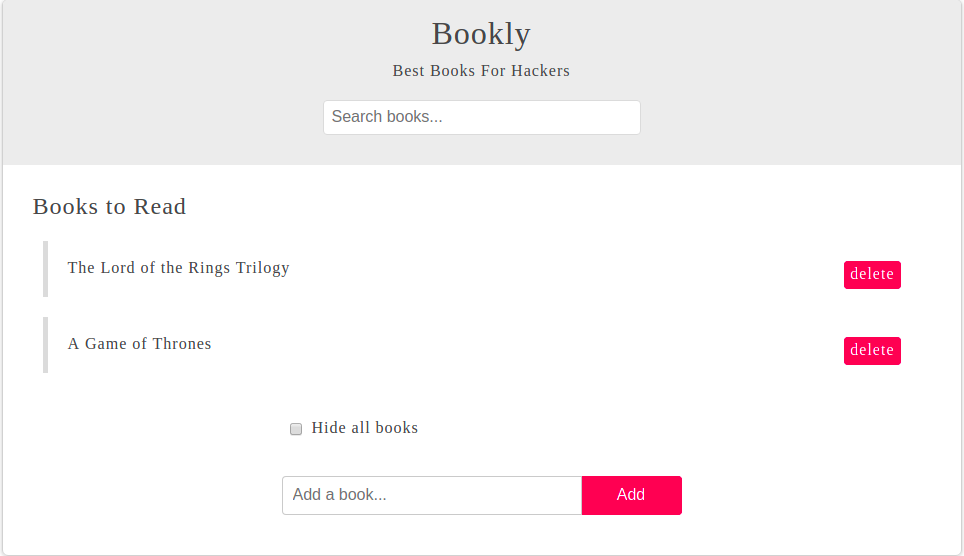 Bookly
Best Books For Hackers
Search books...
Books to Read
The Lord of the Rings Trilogy
delete
A Game of Thrones
delete
Hide all books
Add a book...
Add